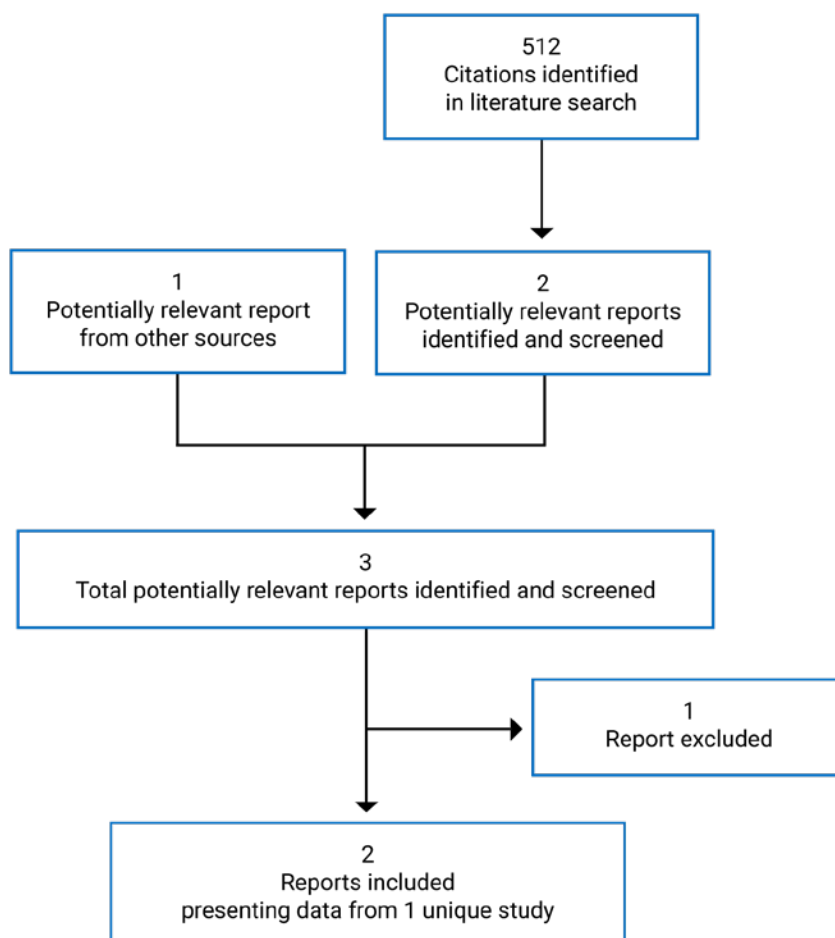 512
Citations identified
in literature search
1
Potentially relevant report
from other sources
2
Potentially relevant reports
identified and screened
3
Total potentially relevant reports identified and screened
1
Report excluded
2
Reports included
presenting data from 1 unique study